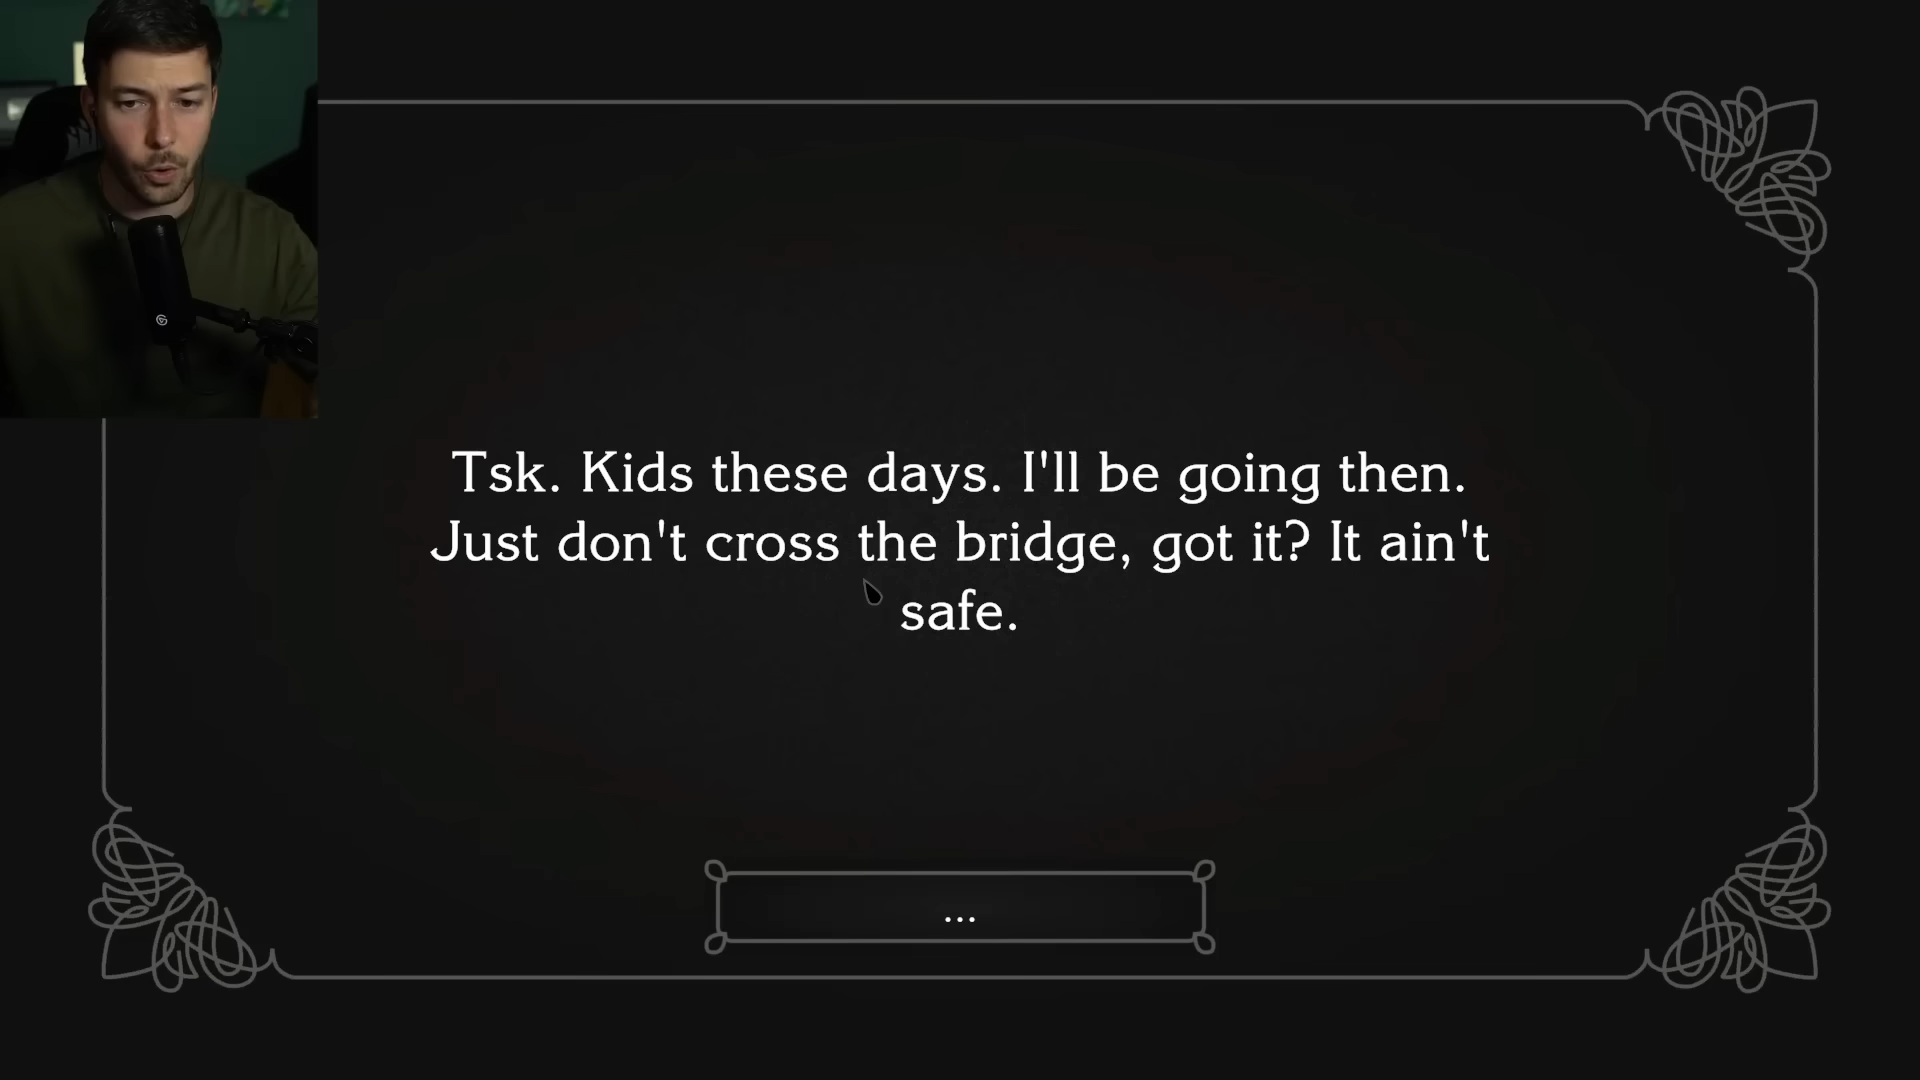 Tsk. Kids these days. I'll be going then.
Just don't cross the bridge, got it? It ain't
safe.
...